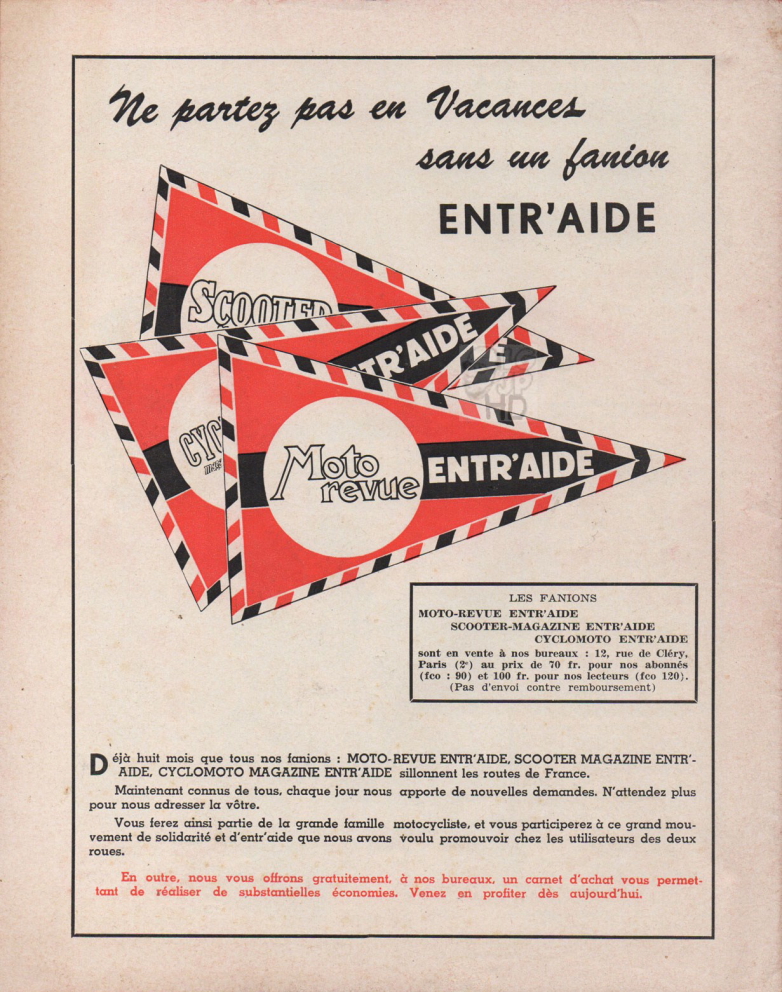 Ne partez pas en Vacances
sans un fanion
ENTR'AIDE
SCOOTER
TR'AIDE
E
CYC
Moto
revue
ENTR'AIDE
LES FANIONS
MOTO-REVUE ENTR'AIDE
SCOOTER-MAGAZINE ENTR'AIDE
CYCLOMOTO ENTR'AIDE
sont en vente à nos bureaux : 12, rue de Cléry,
Paris (2e) au prix de 70 fr. pour nos abonnés
(fco : 90) et 100 fr. pour nos lecteurs (fco 120).
(Pas d'envoi contre remboursement)
Déjà huit mois que tous nos fanions : MOTO-REVUE ENTR'AIDE, SCOOTER MAGAZINE ENTR'-
AIDE, CYCLOMOTO MAGAZINE ENTR'AIDE sillonnent les routes de France.
Maintenant connus de tous, chaque jour nous apporte de nouvelles demandes. N'attendez plus
pour nous adresser la vôtre.
Vous ferez ainsi partie de la grande famille motocycliste, et vous participerez à ce grand mou-
vement de solidarité et d'entr'aide que nous avons voulu promouvoir chez les utilisateurs des deux
roues.
En outre, nous vous offrons gratuitement, à nos bureaux, un carnet d'achat vous permet-
tant de réaliser de substantielles économies. Venez en profiter dès aujourd'hui.